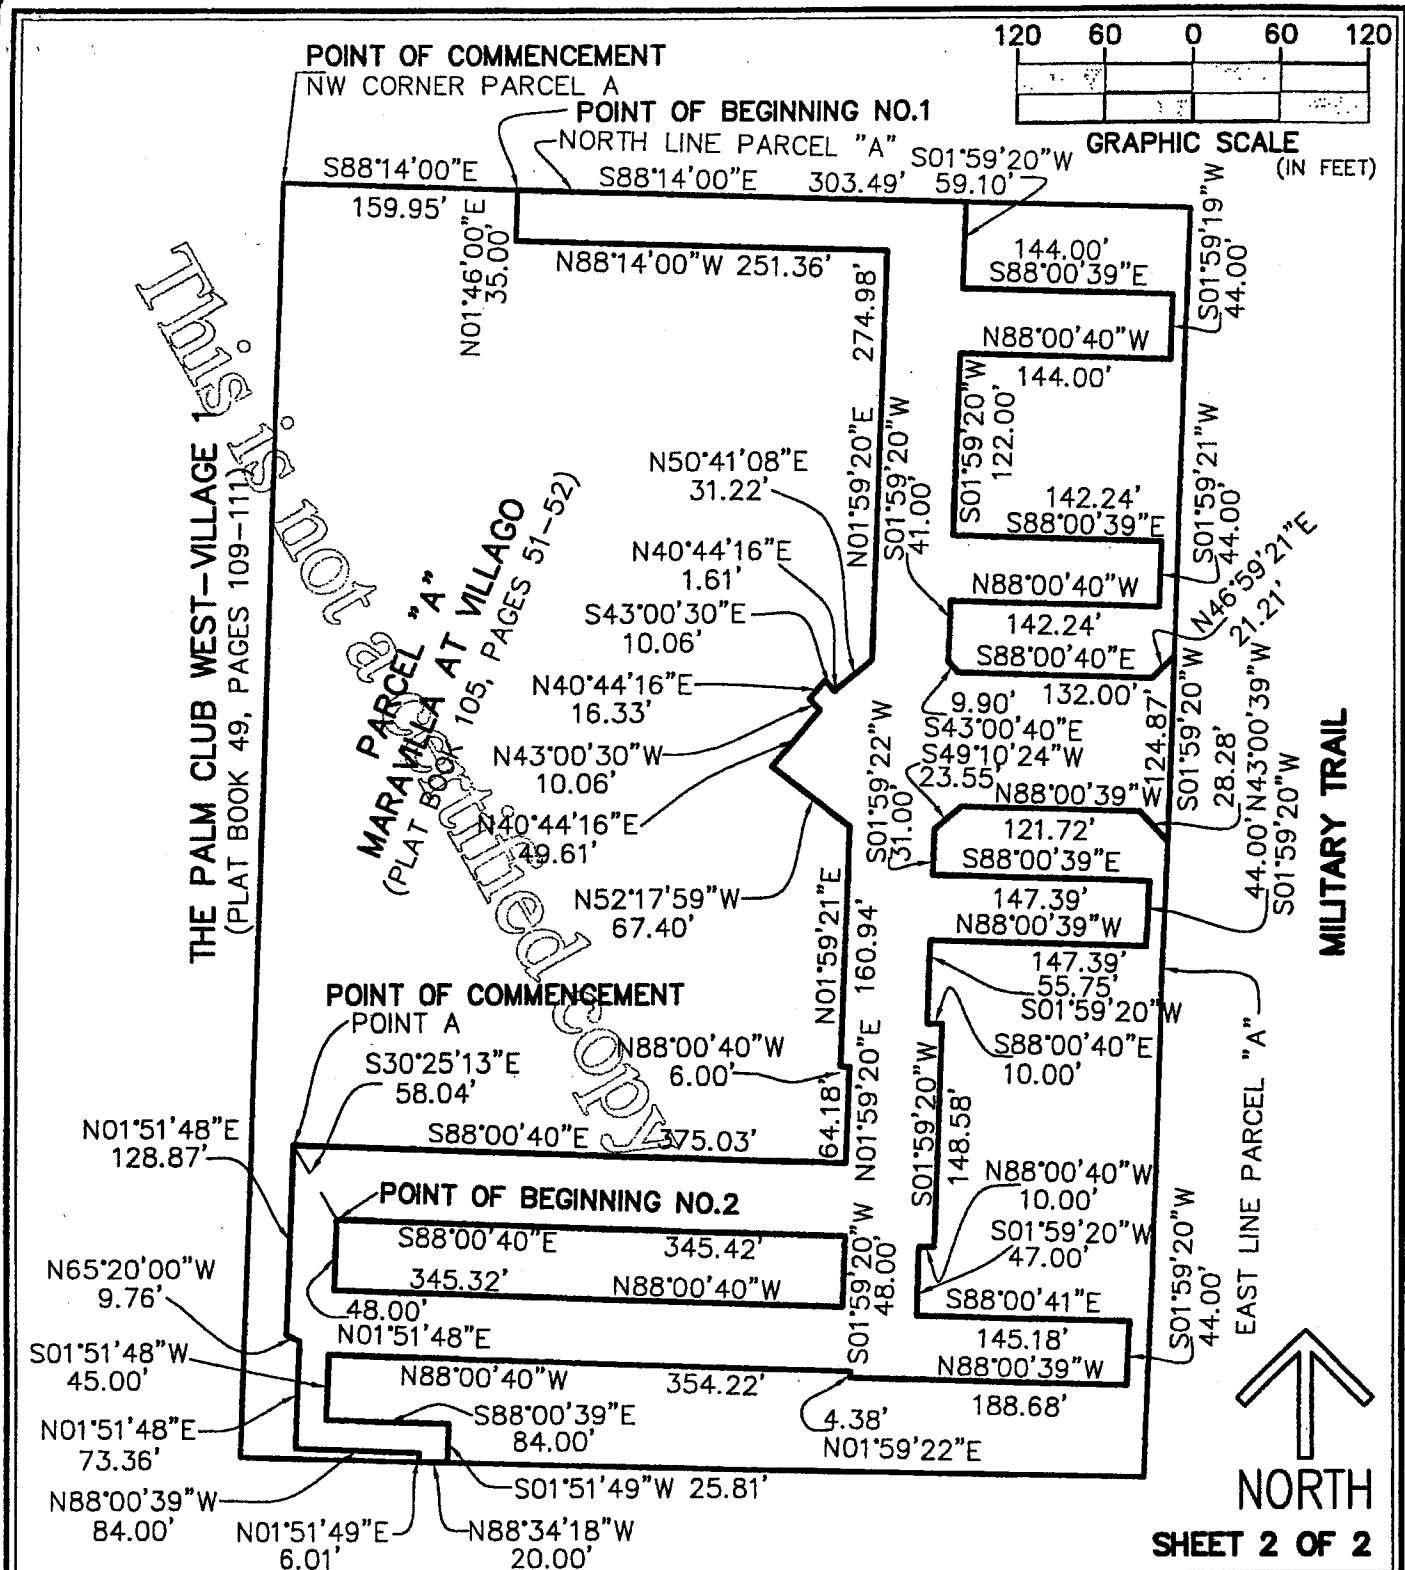 120 60 0 60 120
GRAPHIC SCALE
(IN FEET)
POINT OF COMMENCEMENT
NW CORNER PARCEL A
POINT OF BEGINNING NO.1
NORTH LINE PARCEL "A"
S01°59'20"W
59.10'
S88°14'00"E
159.95'
S88°14'00"E 303.49'
N01°46'00"E
35.00'
N88°14'00"W 251.36'
144.00'
S88°00'39"E
S01°59'19"W
44.00'
N88°00'40"W
144.00'
N01°59'20"E 274.98'
S01°59'20"W
122.00'
S01°59'20"W
41.00'
142.24'
S88°00'39"E
S01°59'21"W
44.00'
N88°00'40"W
142.24'
N46°59'21"E
21.21'
S88°00'40"E
132.00'
9.90'
S43°00'40"E
S49°10'24"W
23.55'
124.87'
S01°59'20"W
N43°00'39"W
28.28'
N50°41'08"E
31.22'
N40°44'16"E
1.61'
S43°00'30"E
10.06'
N40°44'16"E
16.33'
N43°00'30"W
10.06'
N40°44'16"E
49.61'
N52°17'59"W
67.40'
THE PALM CLUB WEST-VILLAGE 1
(PLAT BOOK 49, PAGES 109-111)
PARCEL "A"
MARAVILLA AT VILLAGO
(PLAT BOOK 105, PAGES 51-52)
This is not a certified copy
S01°59'22"W
31.00'
N88°00'39"W
121.72'
S88°00'39"E
147.39'
N88°00'39"W
147.39'
S01°59'20"W
44.00'
MILITARY TRAIL
55.75'
S01°59'20"W
S88°00'40"E
10.00'
N01°59'21"E 160.94'
POINT OF COMMENCEMENT
POINT A
S30°25'13"E
58.04'
N88°00'40"W
6.00'
N01°59'20"E
64.18'
S01°59'20"W
148.58'
EAST LINE PARCEL "A"
N01°51'48"E
128.87'
S88°00'40"E 375.03'
POINT OF BEGINNING NO.2
S88°00'40"E 345.42'
345.32' N88°00'40"W
S01°59'20"W
48.00'
48.00'
N01°51'48"E
N88°00'40"W
10.00'
S01°59'20"W
47.00'
S88°00'41"E
145.18'
S01°59'20"W
44.00'
N88°00'39"W
188.68'
N65°20'00"W
9.76'
S01°51'48"W
45.00'
N01°51'48"E
73.36'
N88°00'39"W
84.00'
N88°00'40"W 354.22'
S88°00'39"E
84.00'
4.38'
N01°59'22"E
S01°51'49"W 25.81'
N01°51'49"E
6.01'
N88°34'18"W
20.00'
NORTH
SHEET 2 OF 2